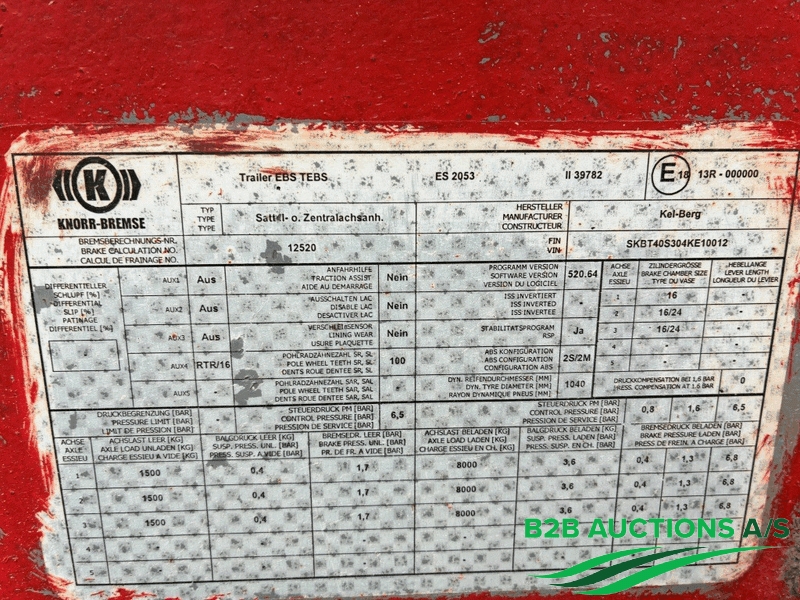 KNORR-BREMSE
Trailer EBS TEBS ES 2053 II 39782 E 18 13R - 000000
TYP
TYPE
TYPE
Sattel- o. Zentralachsanh.
HERSTELLER
MANUFACTURER
CONSTRUCTEUR
Kel-Berg
BREMSBERECHNUNGS-NR.
BRAKE CALCULATION NO.
CALCUL DE FRAINAGE NO.
12520
FIN
VIN
SKBT40S304KE10012
DIFFERENTIELLER
SCHLUPF [%]
DIFFERENTIAL
SLIP [%]
PATINAGE
DIFFERENTIEL [%]
AUX1 Aus
AUX2 Aus
AUX3 Aus
AUX4 RTR/16
AUX5 -
ANFAHRHILFE
TRACTION ASSIST
AIDE AU DEMARRAGE
Nein
AUSSCHALTEN LAC
DISABLE LAC
DESACTIVER LAC
Nein
VERSCHLEIßSENSOR
LINING WEAR
USURE PLAQUETTE
Nein
POHLRADZÄHNEZAHL SR, SL
POLE WHEEL TEETH SR, SL
DENTS ROUE DENTEE SR, SL
100
POHLRADZÄHNEZAHL SAR, SAL
POLE WHEEL TEETH SAR, SAL
DENTS ROUE DENTEE SAR, SAL
-
PROGRAMM VERSION
SOFTWARE VERSION
VERSION DU LOGICIEL
520.64
ISS INVERTIERT
ISS INVERTED
ISS INVERTEE
-
STABILITATSPROGRAM
RSP
Ja
ABS KONFIGURATION
ABS CONFIGURATION
CONFIGURATION ABS
2S/2M
DYN. REIFENDURCHMESSER [MM]
DYN. TYRE DIAMETER [MM]
RAYON DYNAMIQUE PNEUS [MM]
1040
ACHSE
AXLE
ESSIEU
ZILINDERGRÖSSE
BRAKE CHAMBER SIZE
TYPE DU VASE
HEBELLANGE
LEVER LENGTH
LONGUEUR DU LEVIER
1 16 -
2 16/24 -
3 16/24 -
4 - -
5 - -
DRUCKKOMPENSATION BEI 1,6 BAR
PRESS. COMPENSATION AT 1,6 BAR
0
DRUCKBEGRENZUNG [BAR]
PRESSURE LIMIT [BAR]
LIMIT DE PRESSION [BAR]
-
STEUERDRUCK PM [BAR]
CONTROL PRESSURE [BAR]
PRESSION DE SERVICE [BAR]
6,5
STEUERDRUCK PM [BAR]
CONTROL PRESSURE [BAR]
PRESSION DE SERVICE [BAR]
0,8 1,6 6,5
ACHSE
AXLE
ESSIEU
ACHSLAST LEER [KG]
AXLE LOAD UNLADEN [KG]
CHARGE ESSIEU A VIDE [KG]
BALGDRUCK LEER [KG]
SUSP. PRESS. UNL. [BAR]
PRESS. SUSP. A VIDE [BAR]
BREMSEDR. LEER [BAR]
BRAKE PRESS. UNL. [BAR]
PR. DE FR. A VIDE [BAR]
ACHSLAST BELADEN [KG]
AXLE LOAD LADEN [KG]
CHARGE ESSIEU EN CH. [KG]
BALGDRUCK BELADEN [KG]
SUSP. PRESS. LADEN [BAR]
PRESS. SUSP. EN CH. [BAR]
BREMSEDRUCK BELADEN [BAR]
BRAKE PRESSURE LADEN [BAR]
PRESS DE FREIN. A CHARGE [BAR]
1 1500 0,4 1,7 8000 3,6 0,4 1,3 6,8
2 1500 0,4 1,7 8000 3,6 0,4 1,3 6,8
3 1500 0,4 1,7 8000 3,6 0,4 1,3 6,8
4
5
B2B AUCTIONS A/S